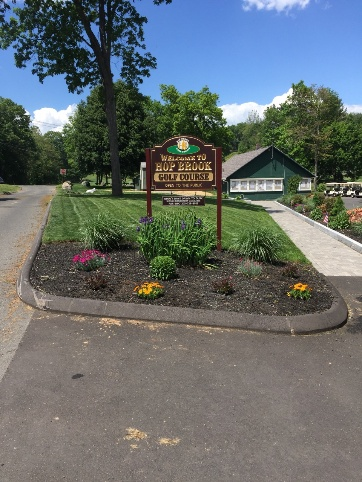 WELCOME TO
HOP BROOK
GOLF COURSE
OPEN TO THE PUBLIC